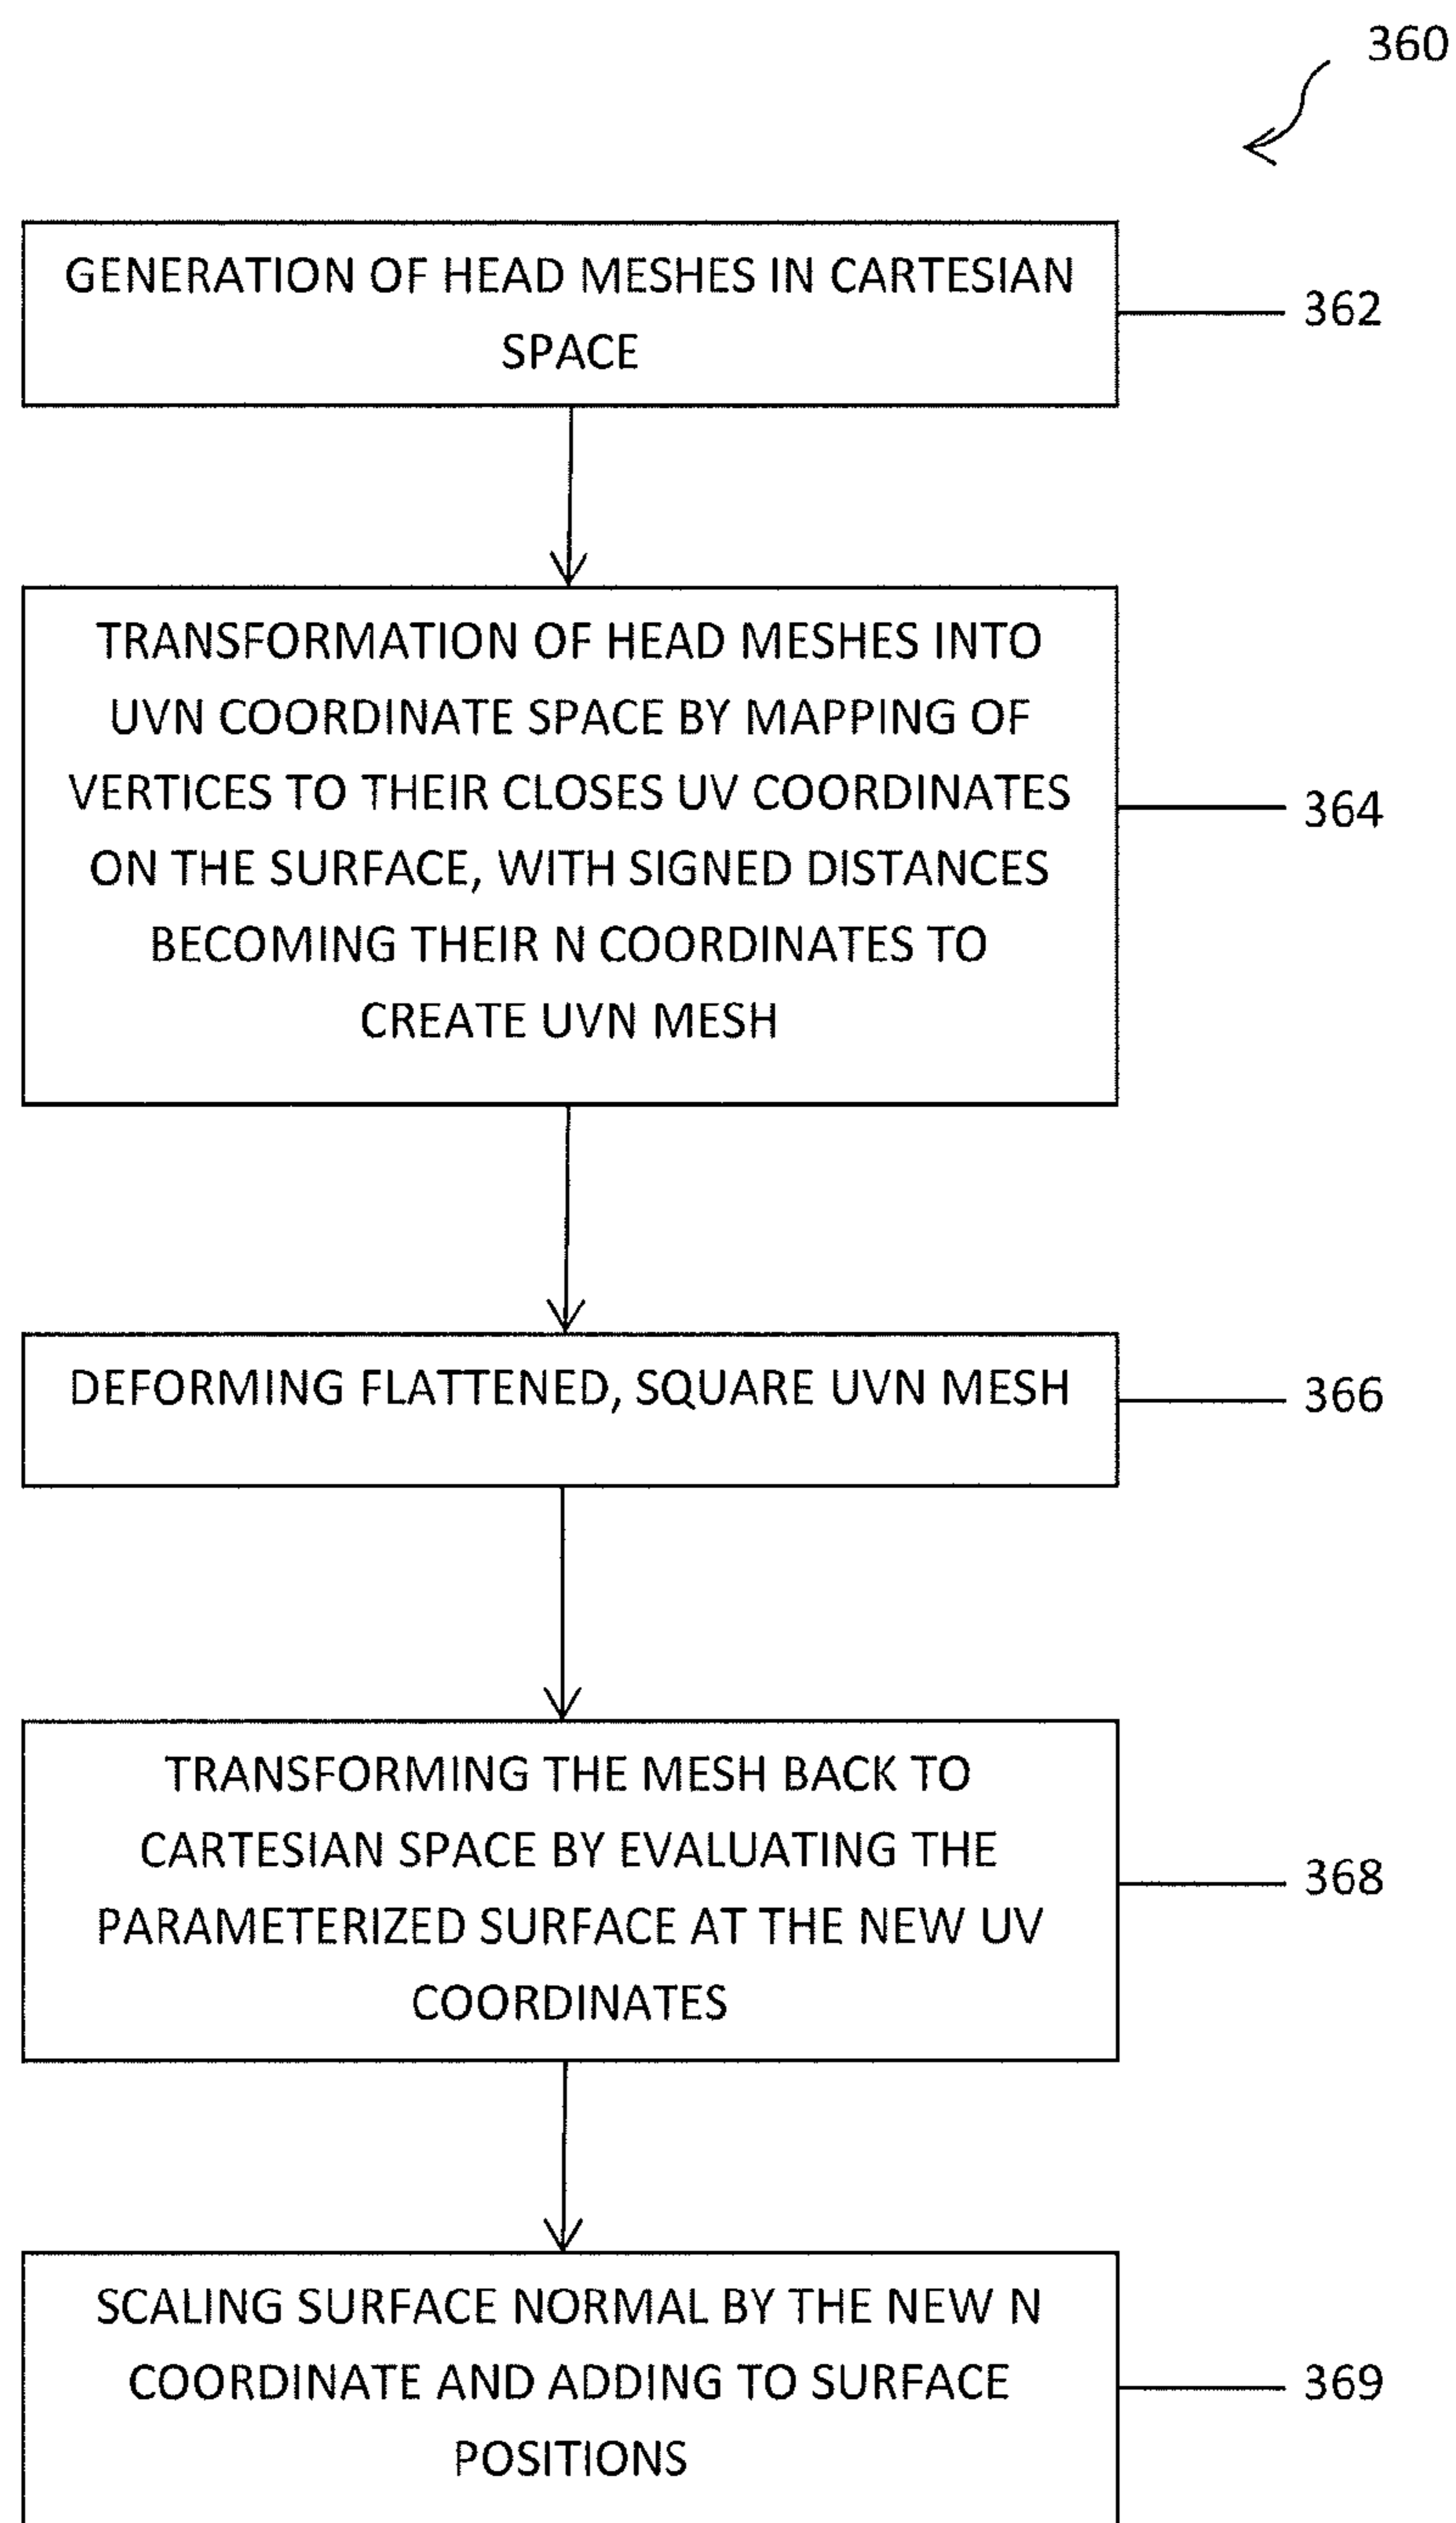 360
GENERATION OF HEAD MESHES IN CARTESIAN
SPACE
362
TRANSFORMATION OF HEAD MESHES INTO
UVN COORDINATE SPACE BY MAPPING OF
VERTICES TO THEIR CLOSES UV COORDINATES
ON THE SURFACE, WITH SIGNED DISTANCES
BECOMING THEIR N COORDINATES TO
CREATE UVN MESH
364
DEFORMING FLATTENED, SQUARE UVN MESH
366
TRANSFORMING THE MESH BACK TO
CARTESIAN SPACE BY EVALUATING THE
PARAMETERIZED SURFACE AT THE NEW UV
COORDINATES
368
SCALING SURFACE NORMAL BY THE NEW N
COORDINATE AND ADDING TO SURFACE
POSITIONS
369